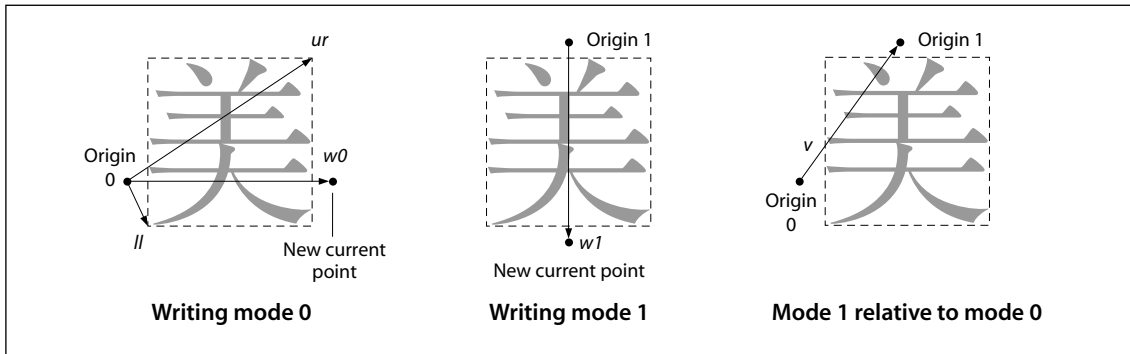 ur
Origin
0
w0
ll
New current
point
美
Writing mode 0
Origin 1
美
w1
New current point
Writing mode 1
Origin 1
v
Origin
0
美
Mode 1 relative to mode 0